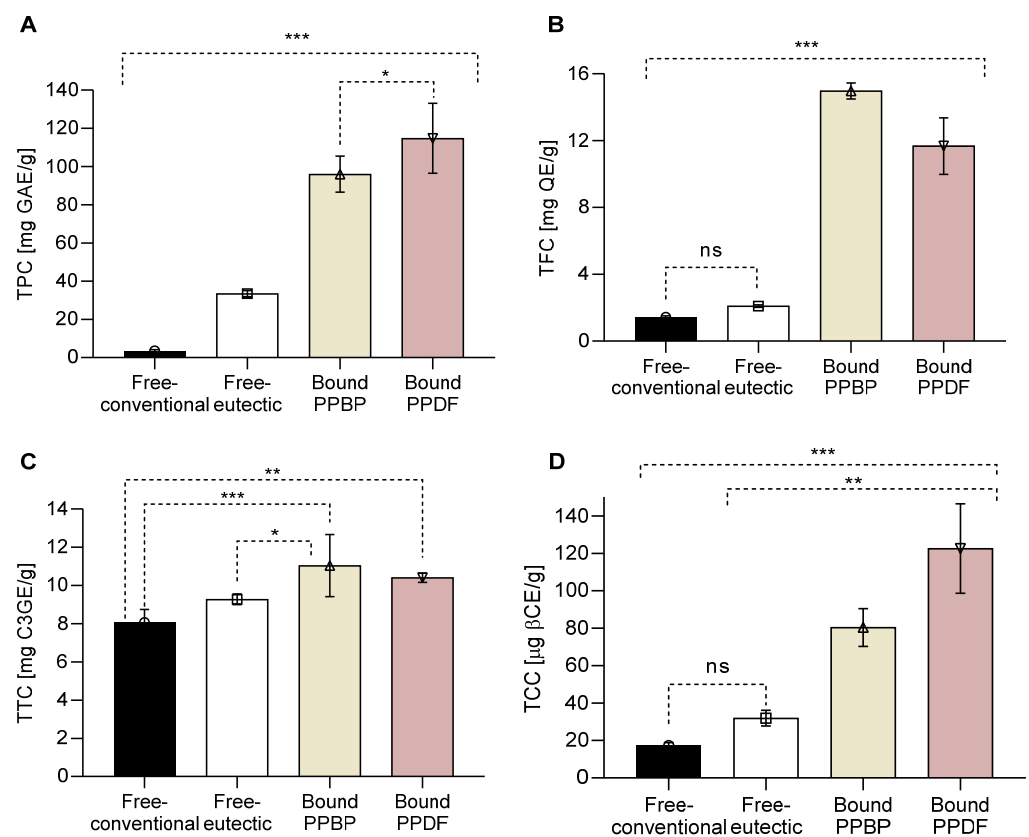 A
***
*
TPC [mg GAE/g]
140
120
100
80
60
40
20
0
Free-
conventional
Free-
eutectic
Bound
PPBP
Bound
PPDF
B
***
ns
TFC [mg QE/g]
16
12
8
4
0
Free-
conventional
Free-
eutectic
Bound
PPBP
Bound
PPDF
C
**
***
*
TTC [mg C3GE/g]
14
12
10
8
6
4
2
0
Free-
conventional
Free-
eutectic
Bound
PPBP
Bound
PPDF
D
***
**
ns
TCC [µg βCE/g]
140
120
100
80
60
40
20
0
Free-
conventional
Free-
eutectic
Bound
PPBP
Bound
PPDF